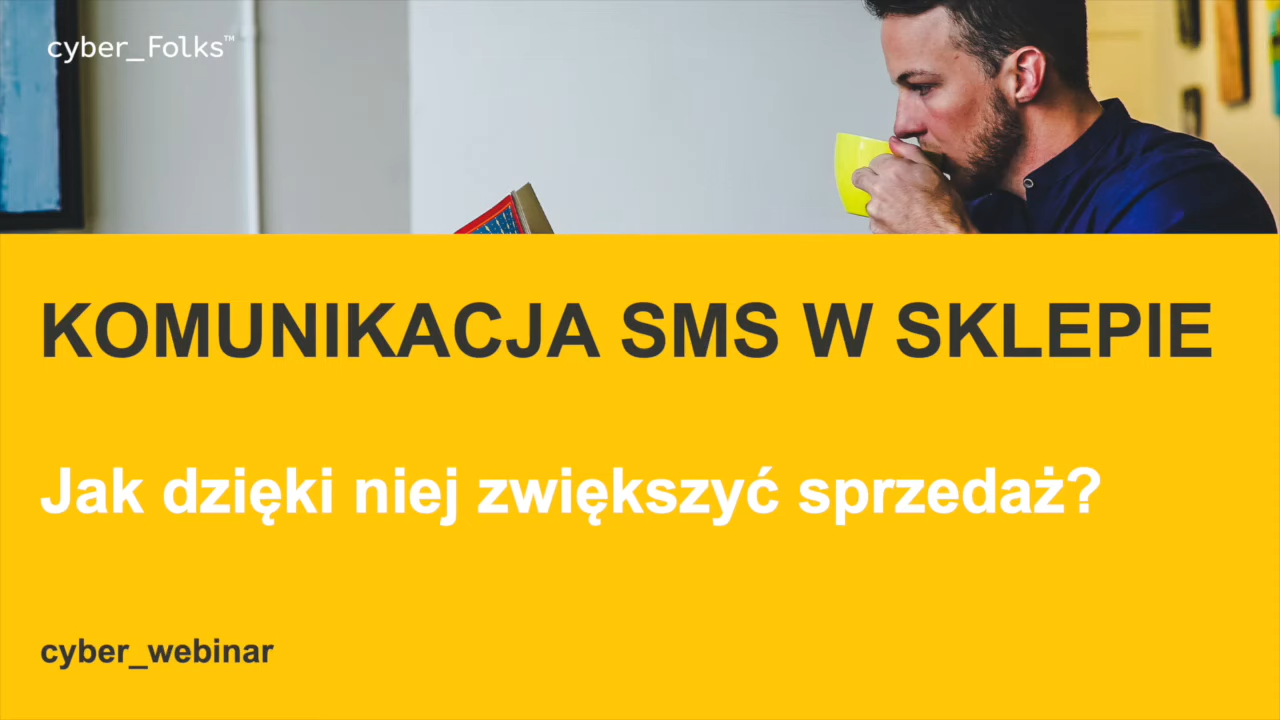 cyber_Folks™
KOMUNIKACJA SMS W SKLEPIE
Jak dzięki niej zwiększyć sprzedaż?
cyber_webinar